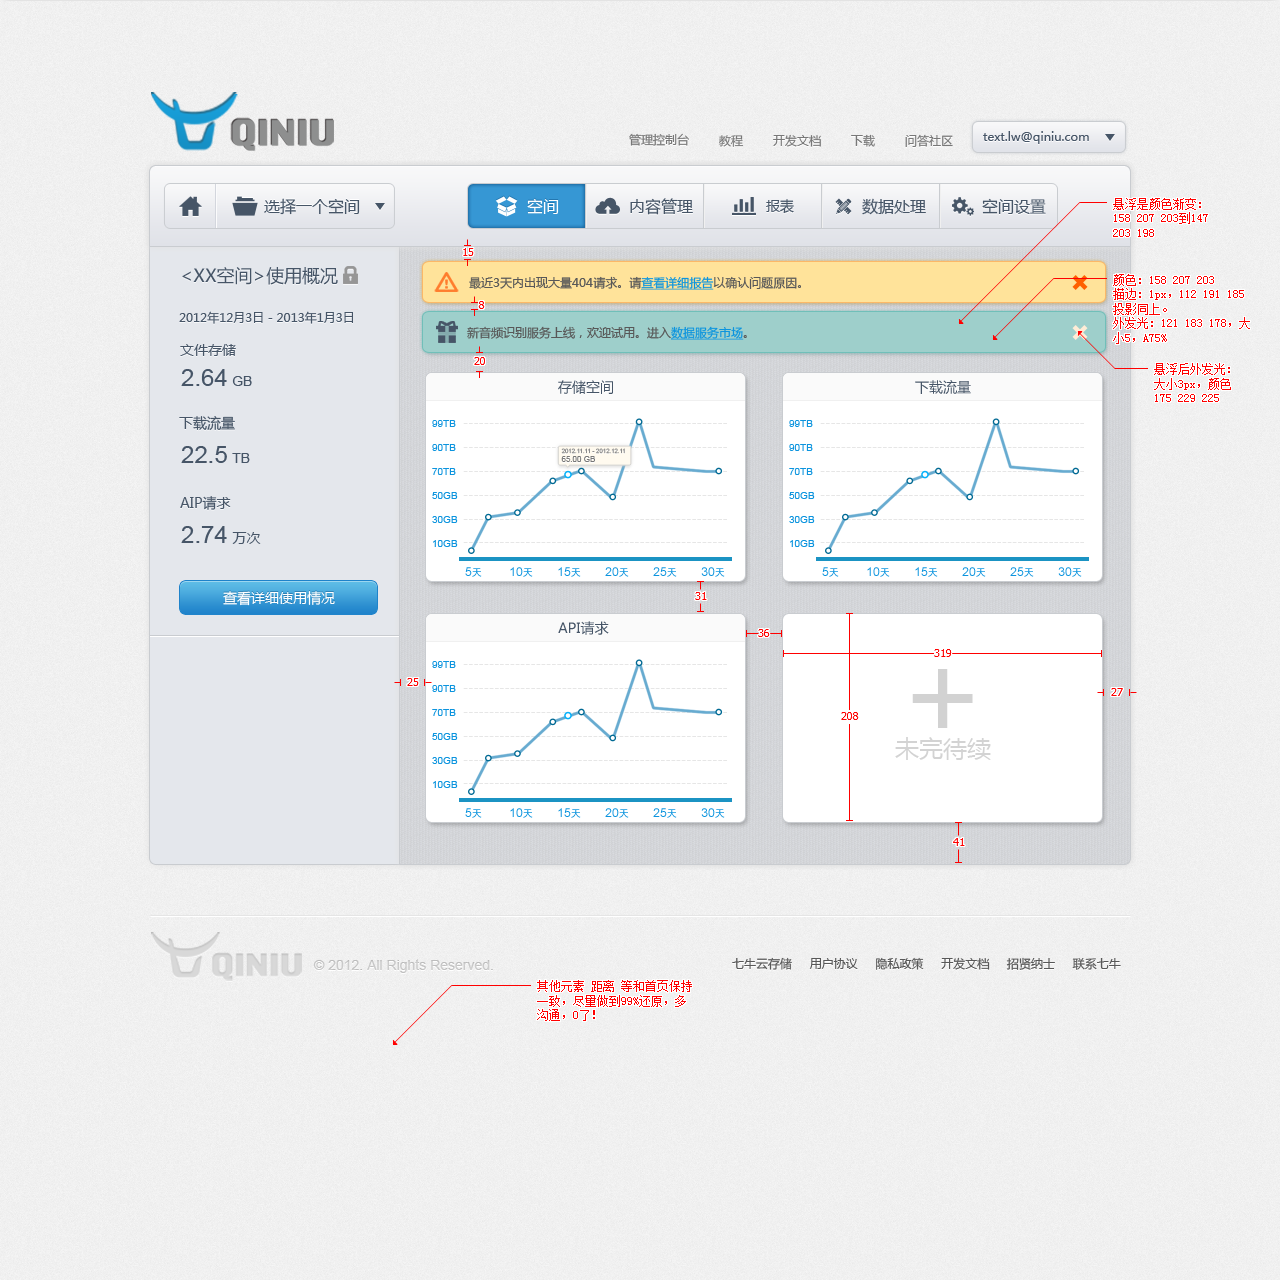 QINIU
管理控制台 教程 开发文档 下载 问答社区 text.lw@qiniu.com
选择一个空间 空间 内容管理 报表 数据处理 空间设置
悬浮是颜色渐变：
158 207 203到147
203 198
15
<XX空间>使用概况
最近3天内出现大量404请求。请查看详细报告以确认问题原因。
颜色：158 207 203
描边：1px，112 191 185
投影同上。
外发光：121 183 178，大
小5，A75%
8
2012年12月3日 - 2013年1月3日
新音频识别服务上线，欢迎试用。进入数据服务市场。
20
悬浮后外发光：
大小3px，颜色
175 229 225
文件存储
2.64 GB
下载流量
22.5 TB
AIP请求
2.74 万次
查看详细使用情况
存储空间
99TB
90TB
70TB
50GB
30GB
10GB
2012.11.11 - 2012.12.11
65.00 GB
5天 10天 15天 20天 25天 30天
下载流量
99TB
90TB
70TB
50GB
30GB
10GB
5天 10天 15天 20天 25天 30天
31
API请求
99TB
90TB
70TB
50GB
30GB
10GB
5天 10天 15天 20天 25天 30天
36
25
319
27
208
未完待续
41
QINIU © 2012. All Rights Reserved.
七牛云存储 用户协议 隐私政策 开发文档 招贤纳士 联系七牛
其他元素 距离 等和首页保持
一致，尽量做到99%还原，多
沟通，0了！